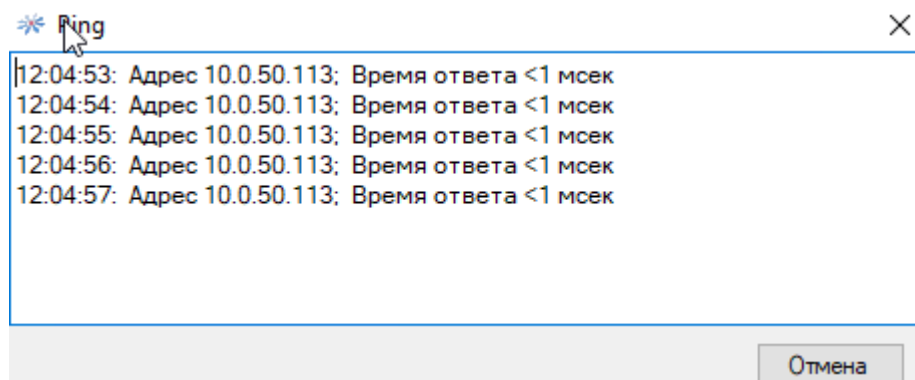 Ping
12:04:53: Адрес 10.0.50.113; Время ответа <1 мсек
12:04:54: Адрес 10.0.50.113; Время ответа <1 мсек
12:04:55: Адрес 10.0.50.113; Время ответа <1 мсек
12:04:56: Адрес 10.0.50.113; Время ответа <1 мсек
12:04:57: Адрес 10.0.50.113; Время ответа <1 мсек
Отмена